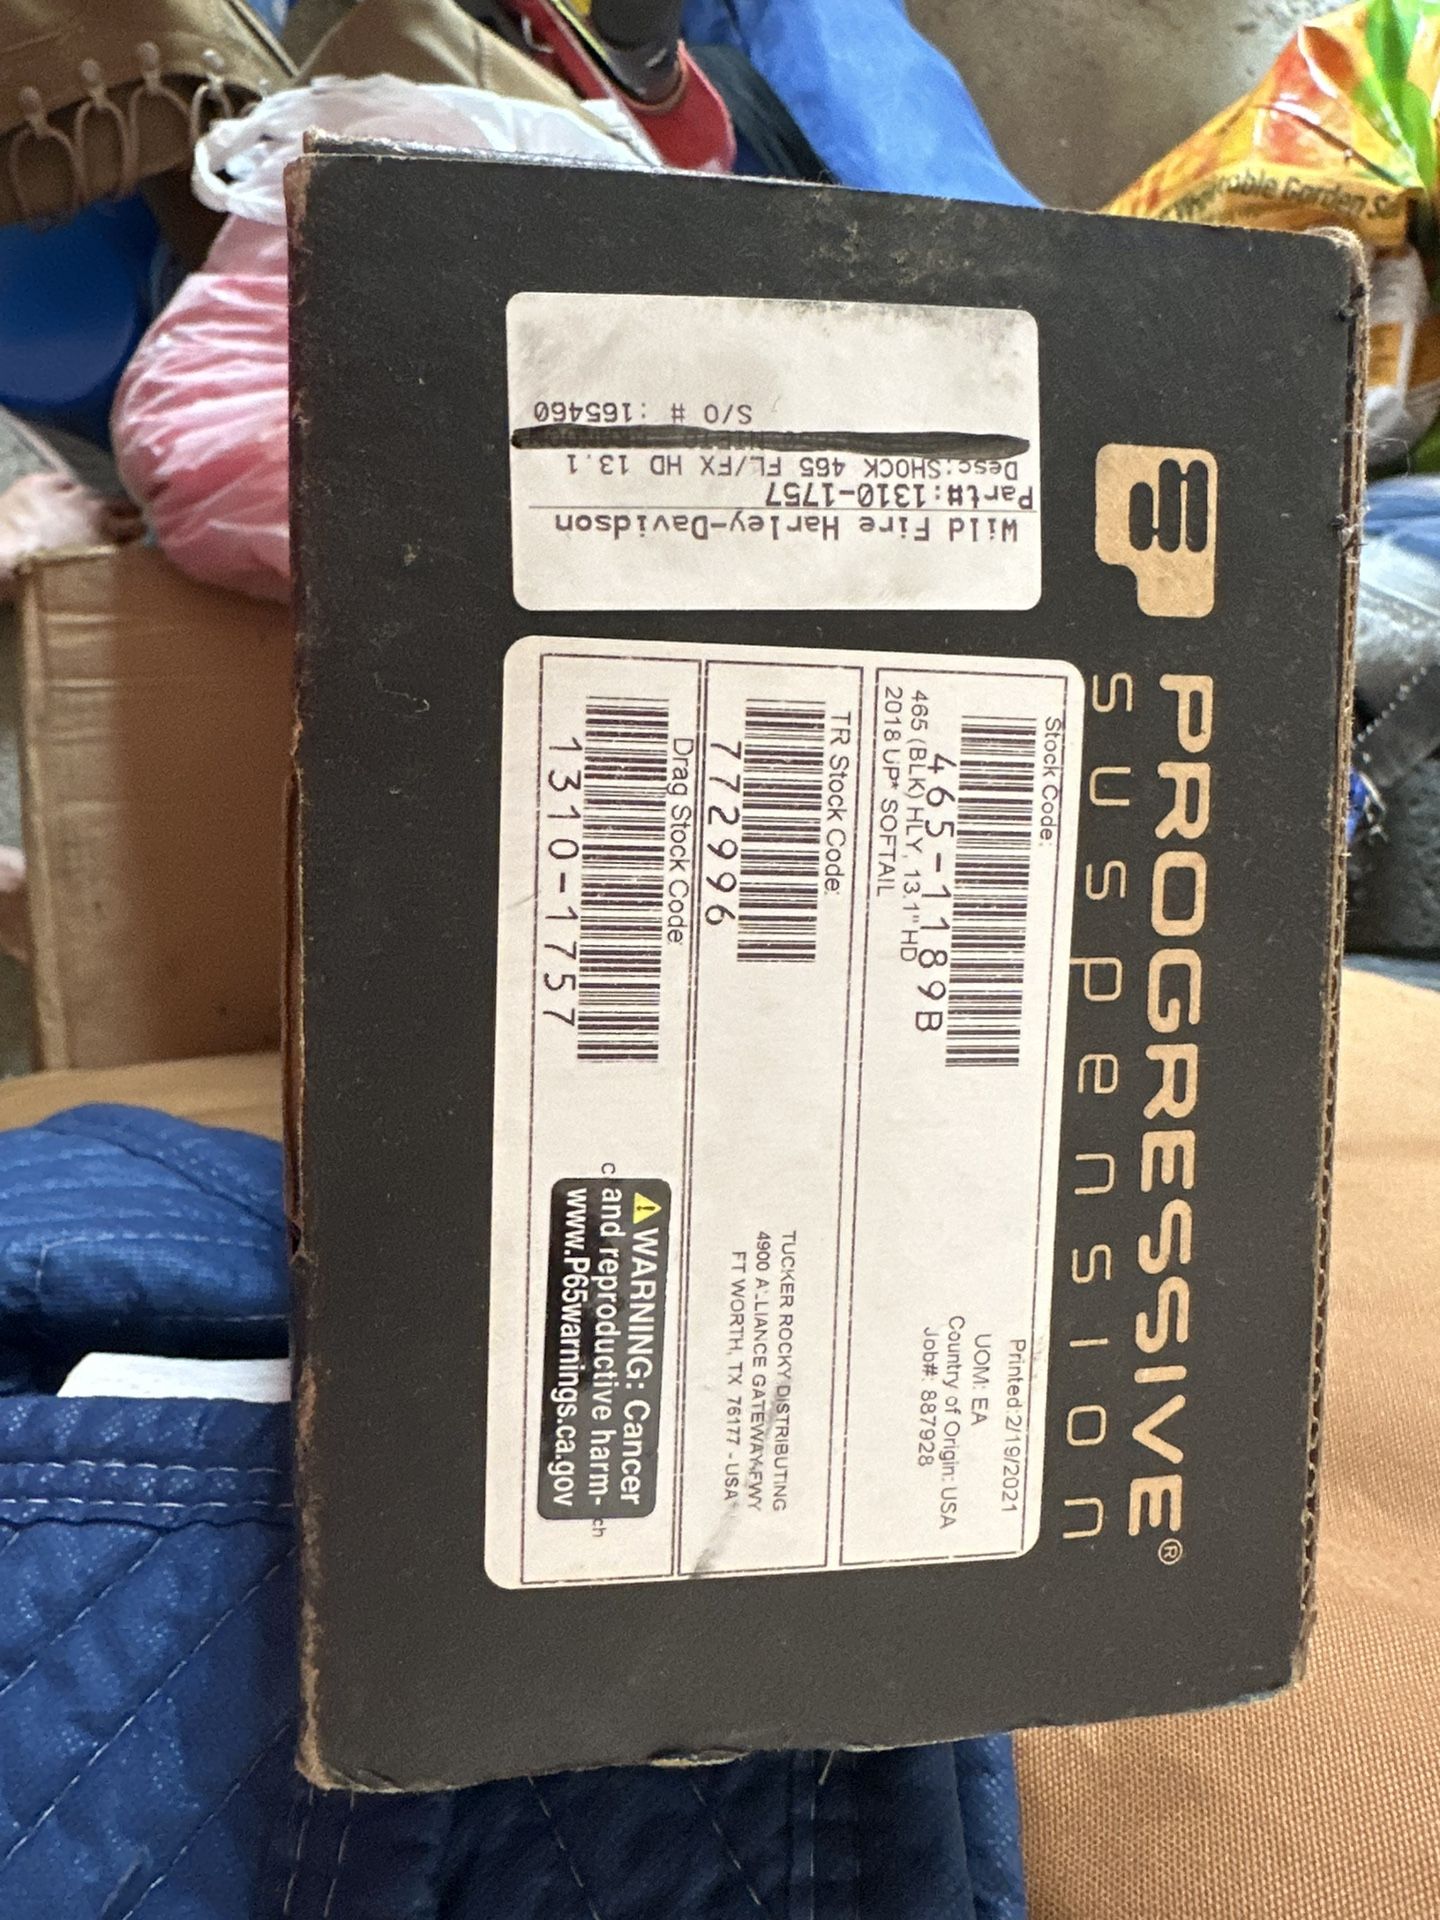 PROGRESSIVE®
suspension
Stock Code:
465-1189B
465 (BLK) HLY, 13.1" HD
2018 UP* SOFTAIL
Printed:2/19/2021
UOM: EA
Country of Origin: USA
Job#: 887928
TR Stock Code:
772996
TUCKER ROCKY DISTRIBUTING
4900 ALLIANCE GATEWAY FWY
FT WORTH, TX 76177 - USA
Drag Stock Code:
1310-1757
WARNING: Cancer
and reproductive harm-
www.P65warnings.ca.gov
c
ch
Wild Fire Harley-Davidson
Part#:1310-1757
Desc:SHOCK 465 FL/FX HD 13.1
S/O # :165460
Vegetable Garden